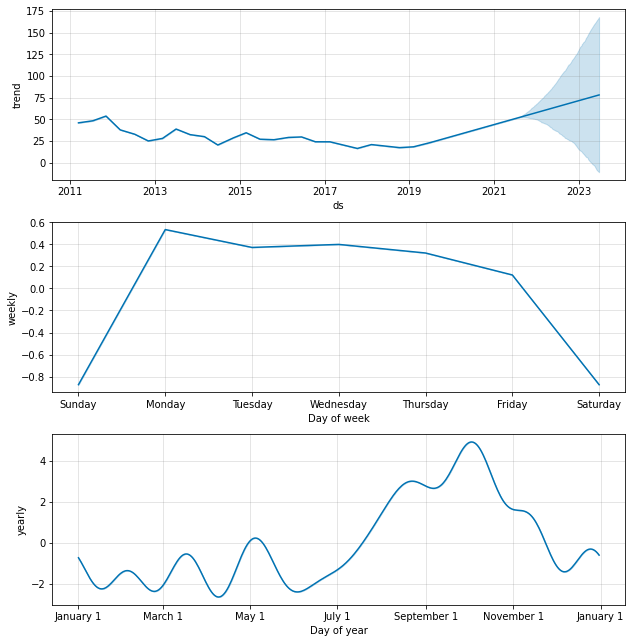 175
150
125
100
75
50
25
0
trend
2011 2013 2015 2017 2019 2021 2023
ds
0.6
0.4
0.2
0.0
−0.2
−0.4
−0.6
−0.8
weekly
Sunday Monday Tuesday Wednesday Thursday Friday Saturday
Day of week
4
2
0
−2
yearly
January 1 March 1 May 1 July 1 September 1 November 1 January 1
Day of year